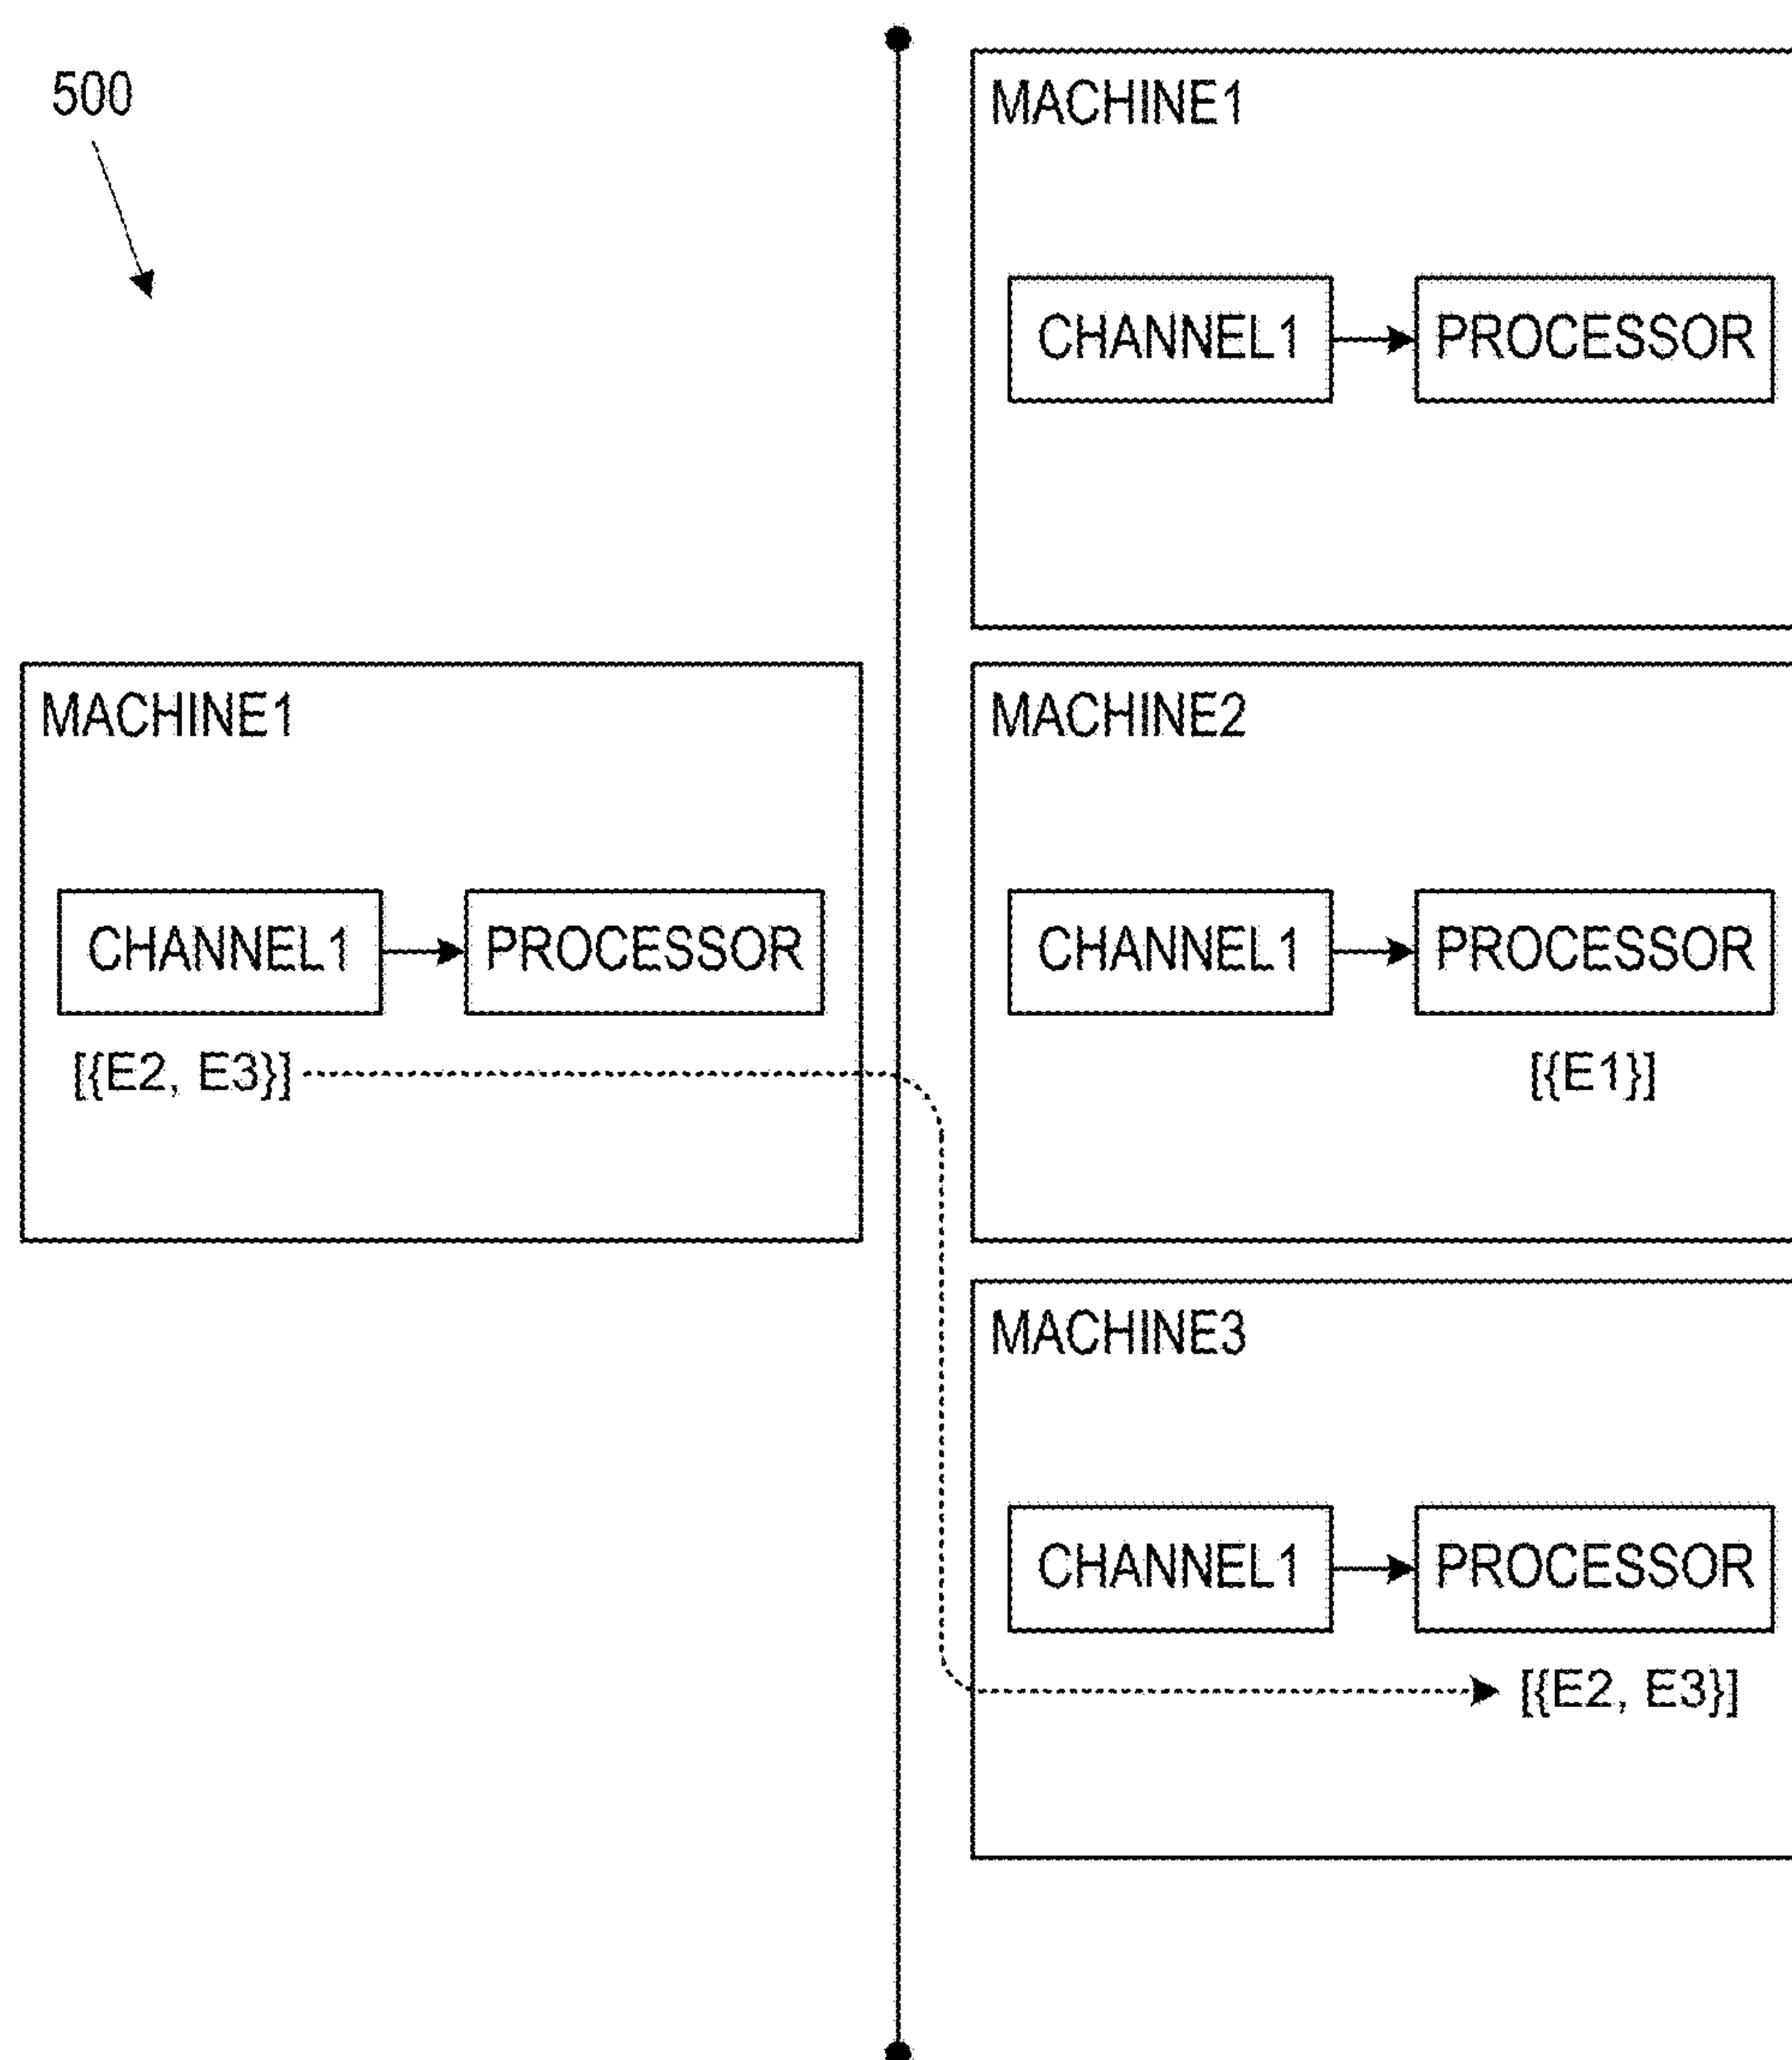 500
MACHINE1
CHANNEL1
PROCESSOR
[{E2, E3}]
MACHINE1
CHANNEL1
PROCESSOR
MACHINE2
CHANNEL1
PROCESSOR
[{E1}]
MACHINE3
CHANNEL1
PROCESSOR
[{E2, E3}]